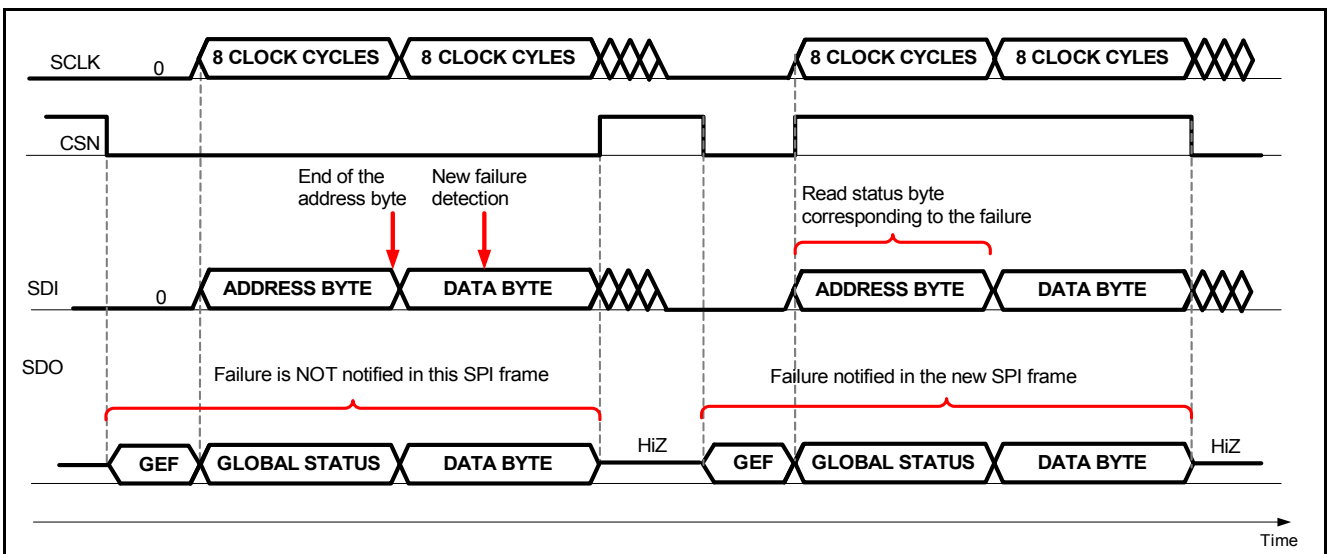 SCLK
0
8 CLOCK CYCLES
8 CLOCK CYLES
8 CLOCK CYCLES
8 CLOCK CYLES
CSN
End of the
address byte
New failure
detection
Read status byte
corresponding to the failure
SDI
0
ADDRESS BYTE
DATA BYTE
ADDRESS BYTE
DATA BYTE
SDO
Failure is NOT notified in this SPI frame
Failure notified in the new SPI frame
GEF
GLOBAL STATUS
DATA BYTE
HiZ
GEF
GLOBAL STATUS
DATA BYTE
HiZ
Time